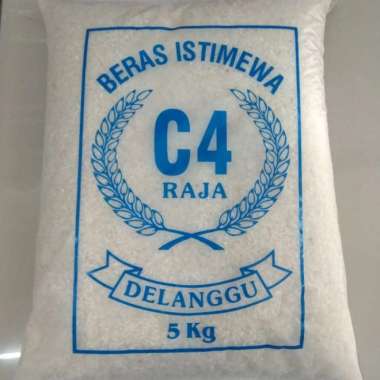 BERAS ISTIMEWA
C4
RAJA
DELANGGU
5 Kg